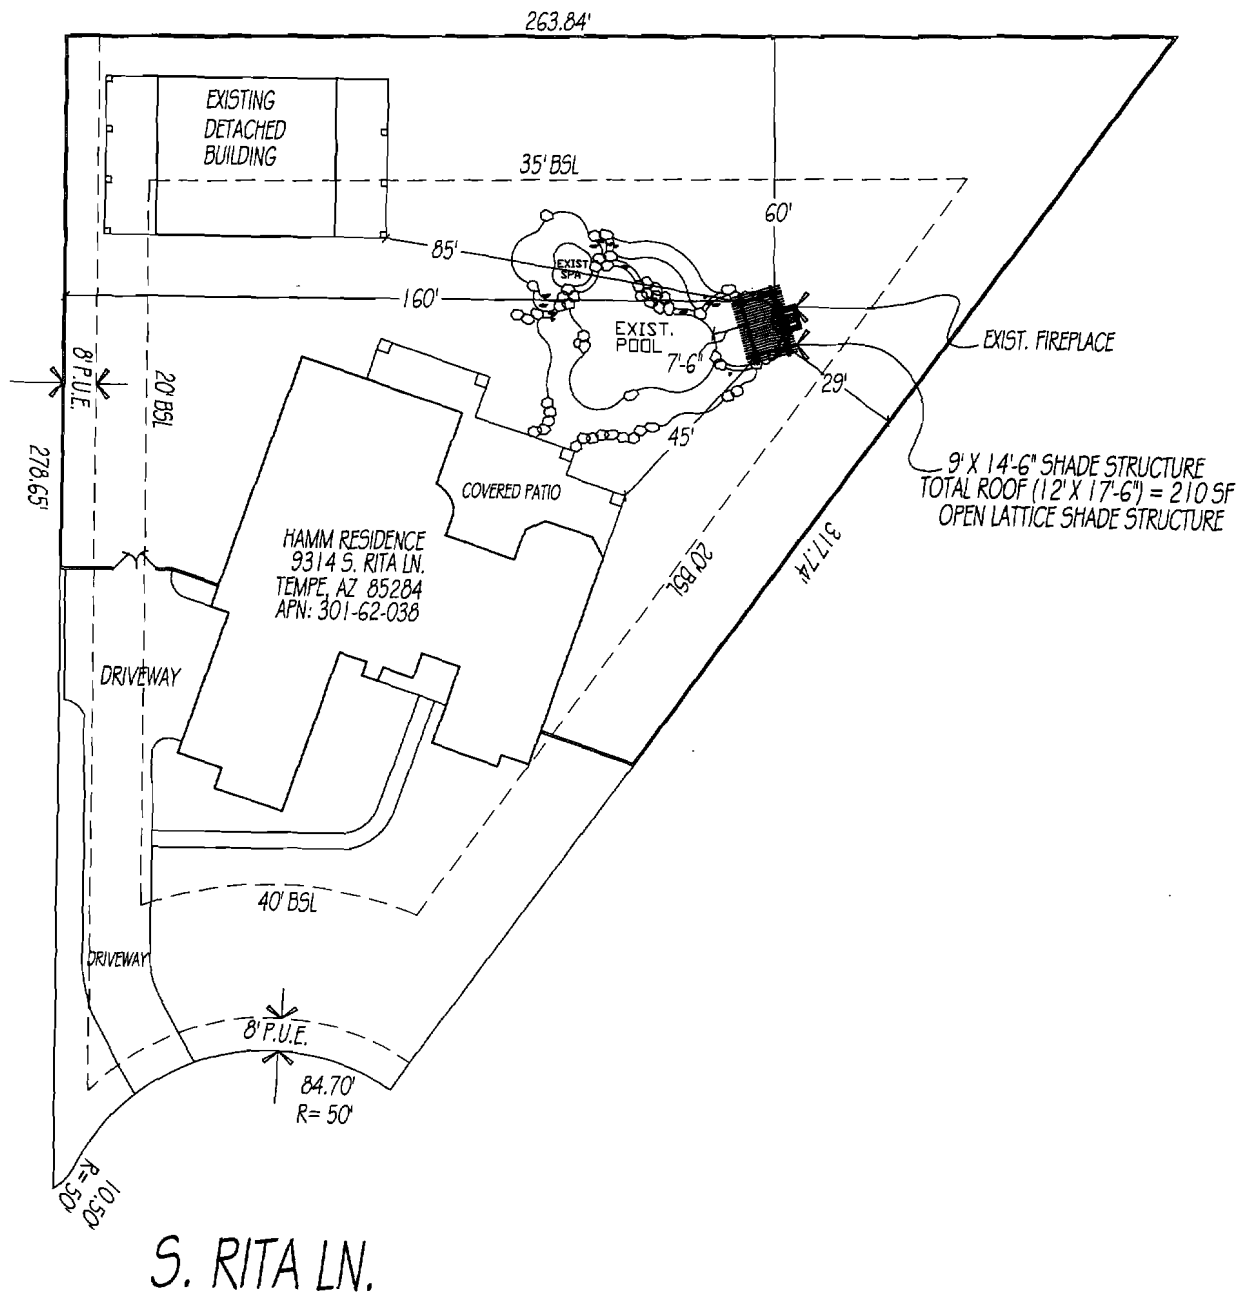 263.84'
EXISTING
DETACHED
BUILDING
35' BSL
60'
85'
EXIST
SPA
160'
EXIST.
POOL
7'-6"
EXIST. FIREPLACE
8' P.U.E.
20' BSL
29'
278.65'
45'
9' X 14'-6" SHADE STRUCTURE
TOTAL ROOF (12' X 17'-6") = 210 SF
OPEN LATTICE SHADE STRUCTURE
COVERED PATIO
HAMM RESIDENCE
9314 S. RITA LN.
TEMPE, AZ 85284
APN: 301-62-038
20' BSL
317.74'
DRIVEWAY
40' BSL
DRIVEWAY
8' P.U.E.
84.70'
R= 50'
10.50'
R= 50'
S. RITA LN.